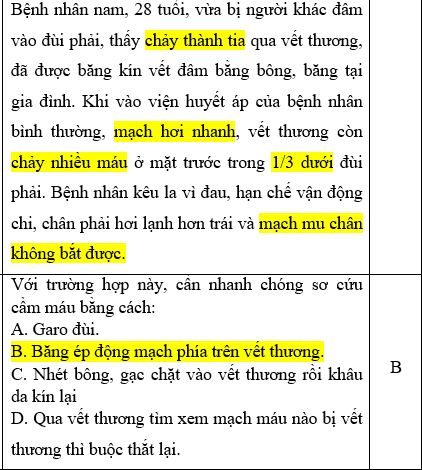 Bệnh nhân nam, 28 tuổi, vừa bị người khác đâm
vào đùi phải, thấy chảy thành tia qua vết thương,
đã được băng kín vết đâm bằng bông, băng tại
gia đình. Khi vào viện huyết áp của bệnh nhân
bình thường, mạch hơi nhanh, vết thương còn
chảy nhiều máu ở mặt trước trong 1/3 dưới đùi
phải. Bệnh nhân kêu la vì đau, hạn chế vận động
chi, chân phải hơi lạnh hơn trái và mạch mu chân
không bắt được.
Với trường hợp này, cần nhanh chóng sơ cứu
cầm máu bằng cách:
A. Garo đùi.
B. Băng ép động mạch phía trên vết thương.
C. Nhét bông, gạc chặt vào vết thương rồi khâu
da kín lại
D. Qua vết thương tìm xem mạch máu nào bị vết
thương thì buộc thắt lại.
B